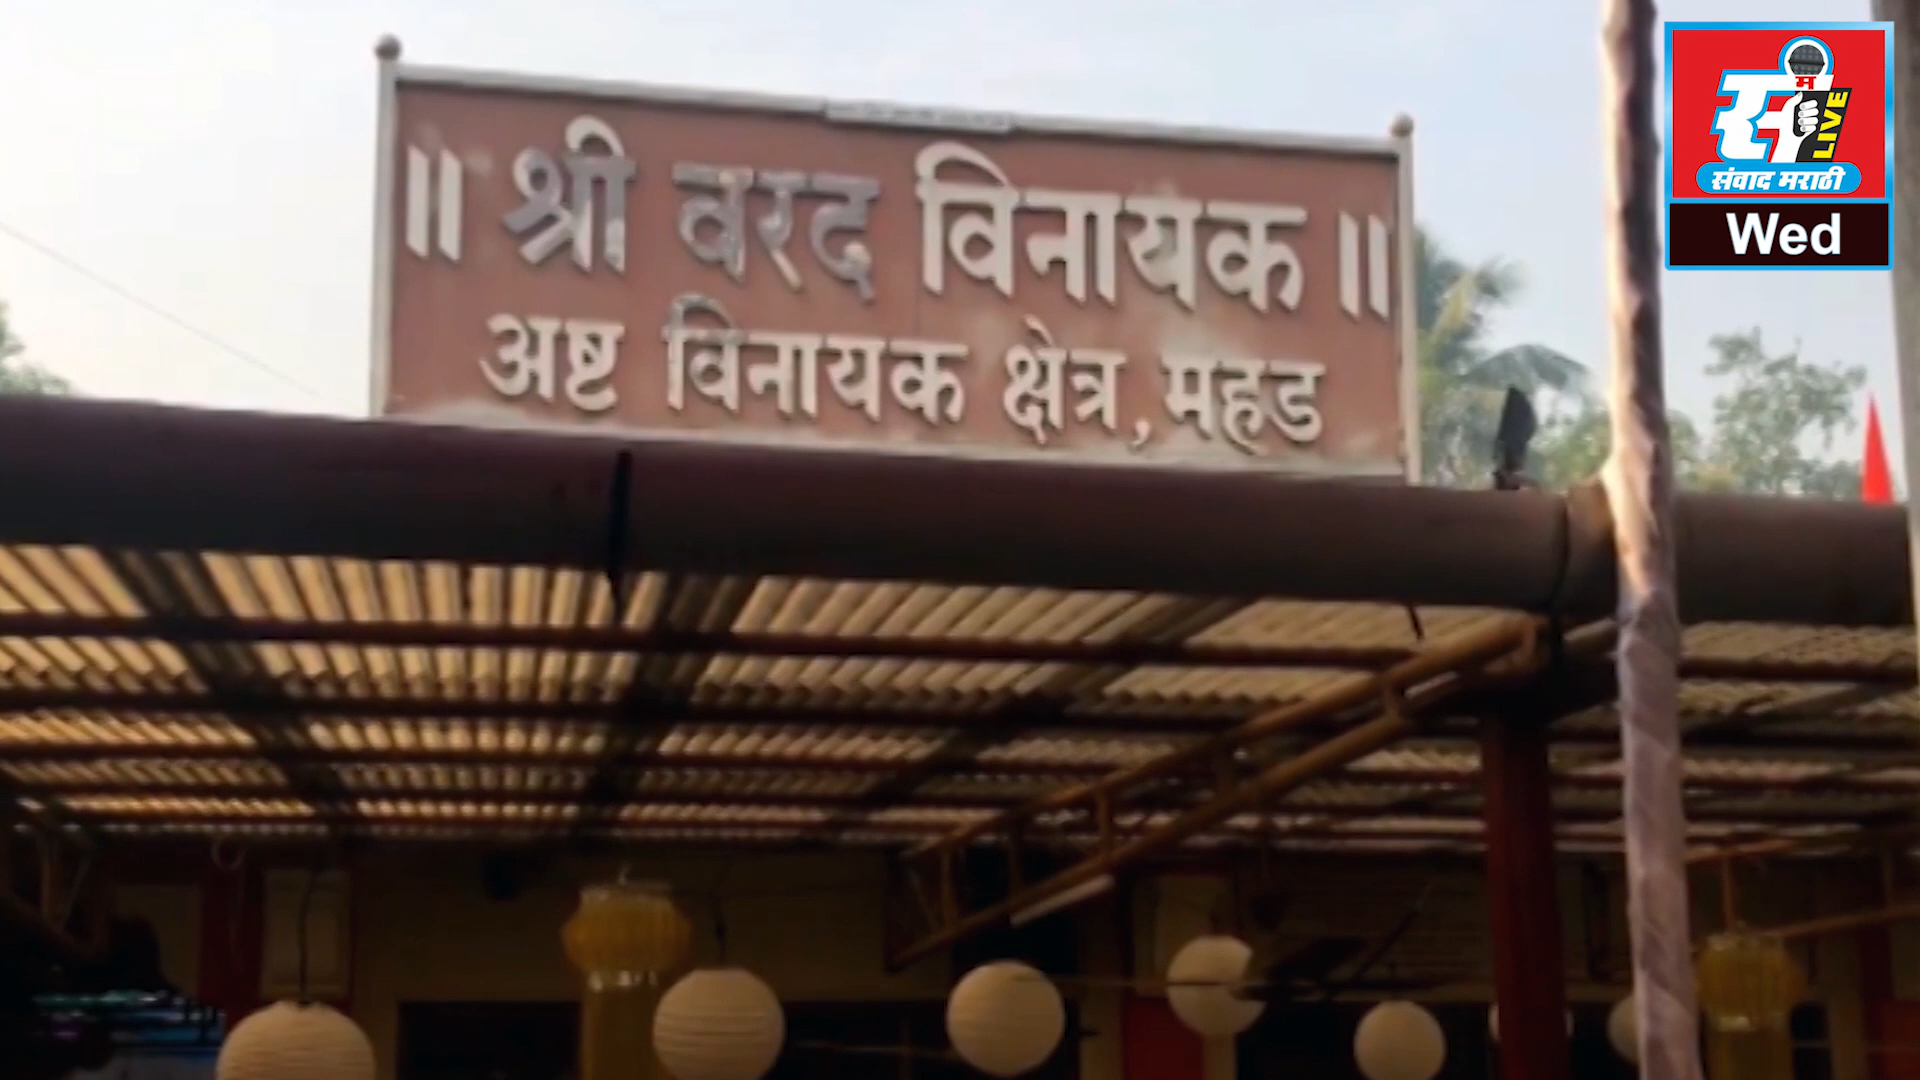 ॥ श्री वरद विनायक ॥
अष्ट विनायक क्षेत्र, महड
स म
LIVE
संवाद मराठी
Wed